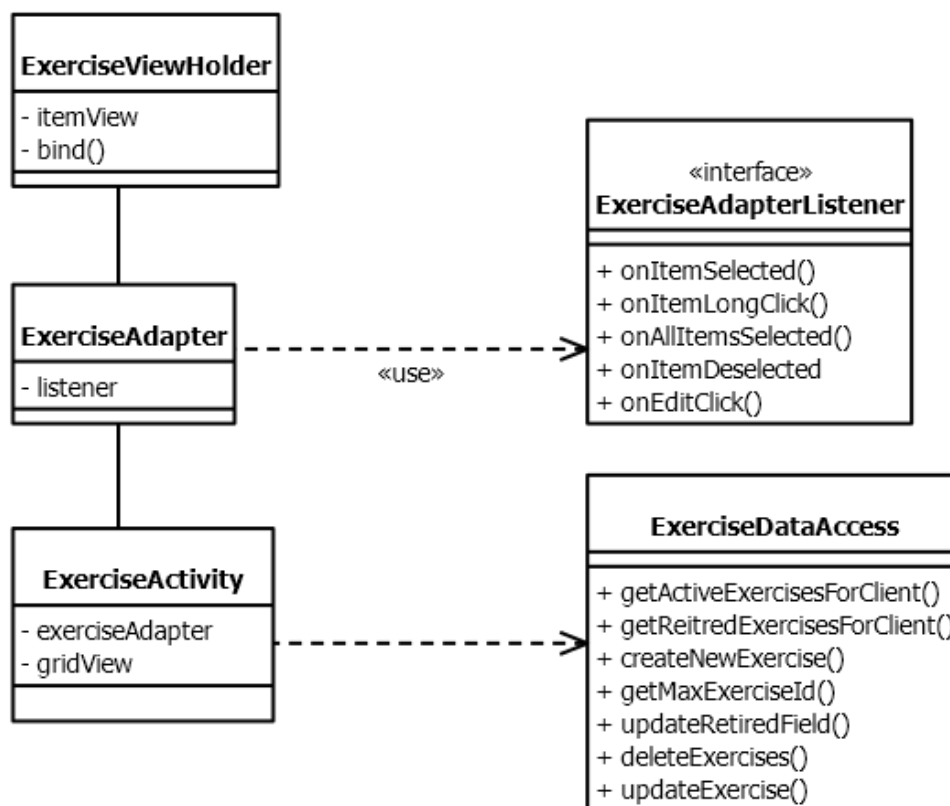 ExerciseViewHolder
- itemView
- bind()
«interface»
ExerciseAdapterListener
+ onItemSelected()
+ onItemLongClick()
+ onAllItemsSelected()
+ onItemDeselected
+ onEditClick()
ExerciseAdapter
- listener
«use»
ExerciseActivity
- exerciseAdapter
- gridView
ExerciseDataAccess
+ getActiveExercisesForClient()
+ getReitredExercisesForClient()
+ createNewExercise()
+ getMaxExerciseId()
+ updateRetiredField()
+ deleteExercises()
+ updateExercise()